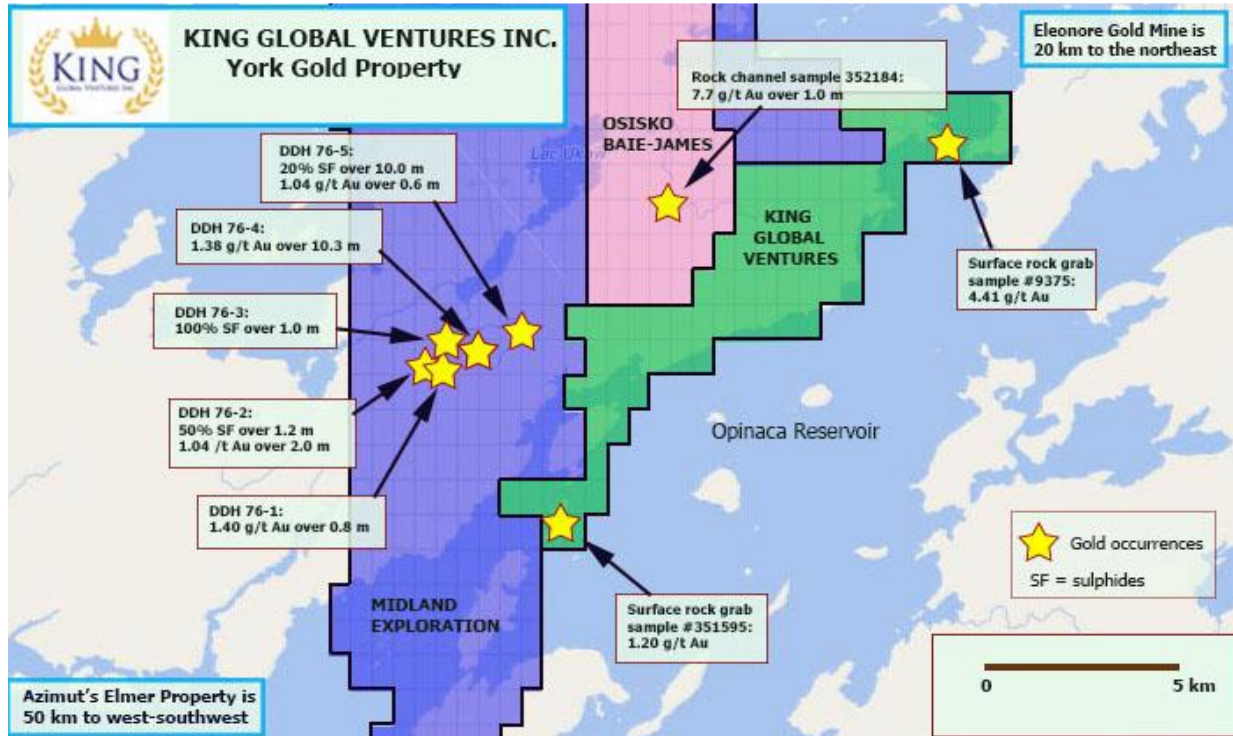 KING
GLOBAL VENTURES INC.
KING GLOBAL VENTURES INC.
York Gold Property
Eleonore Gold Mine is
20 km to the northeast
Rock channel sample 352184:
7.7 g/t Au over 1.0 m
OSISKO
BAIE-JAMES
DDH 76-5:
20% SF over 10.0 m
1.04 g/t Au over 0.6 m
DDH 76-4:
1.38 g/t Au over 10.3 m
KING
GLOBAL
VENTURES
Surface rock grab
sample #9375:
4.41 g/t Au
DDH 76-3:
100% SF over 1.0 m
DDH 76-2:
50% SF over 1.2 m
1.04 /t Au over 2.0 m
Opinaca Reservoir
DDH 76-1:
1.40 g/t Au over 0.8 m
Gold occurrences
SF = sulphides
MIDLAND
EXPLORATION
Surface rock grab
sample #351595:
1.20 g/t Au
Azimut's Elmer Property is
50 km to west-southwest
0
5 km